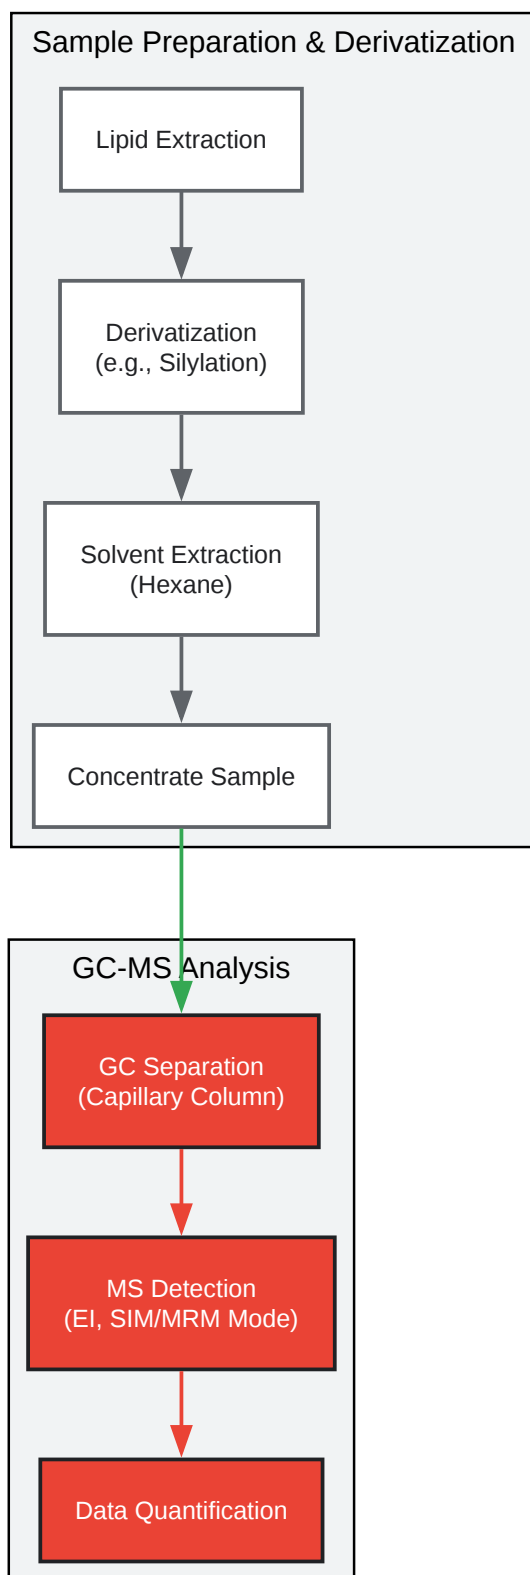 Sample Preparation & Derivatization
Lipid Extraction
Derivatization
(e.g., Silylation)
Solvent Extraction
(Hexane)
Concentrate Sample
GC-MS Analysis
GC Separation
(Capillary Column)
MS Detection
(EI, SIM/MRM Mode)
Data Quantification